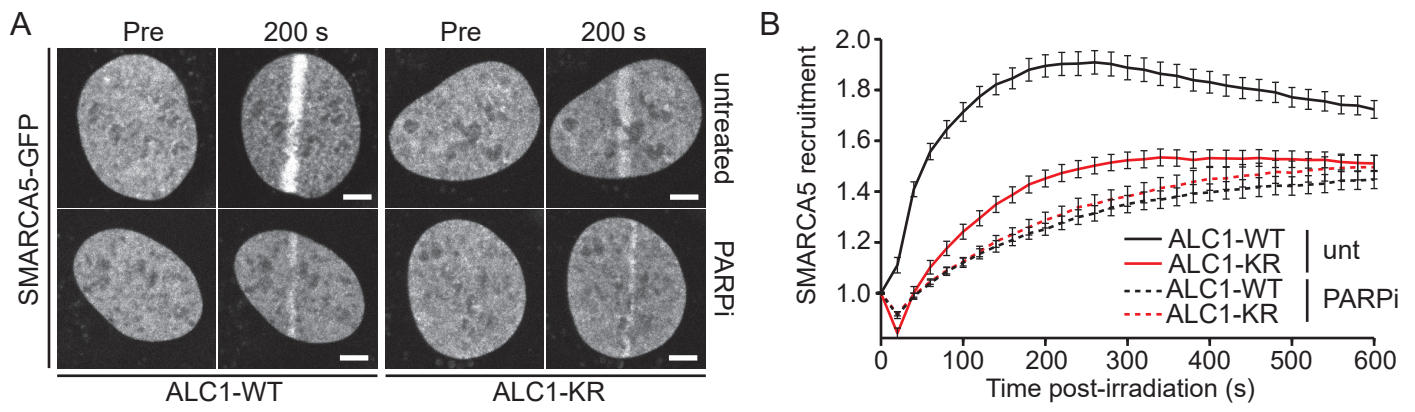 A
Pre
200 s
Pre
200 s
SMARCA5-GFP
untreated
PARPi
ALC1-WT
ALC1-KR
B
SMARCA5 recruitment
2.0
1.8
1.6
1.4
1.2
1.0
ALC1-WT
ALC1-KR
unt
ALC1-WT
ALC1-KR
PARPi
0
100
200
300
400
500
600
Time post-irradiation (s)